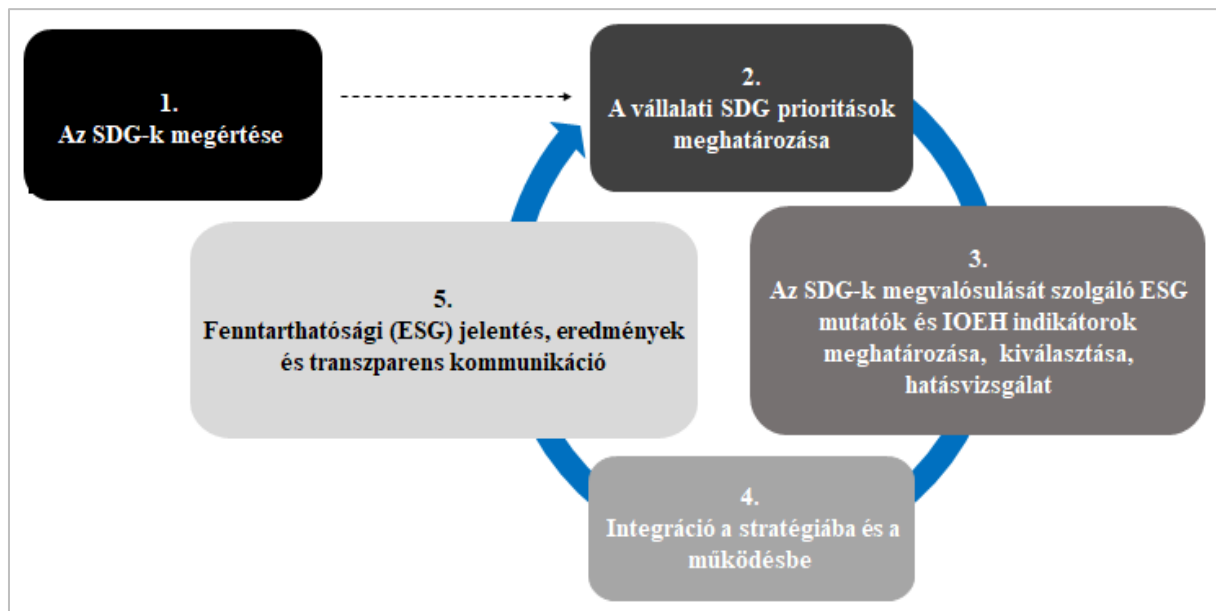 1.
Az SDG-k megértése
2.
A vállalati SDG prioritások
meghatározása
3.
Az SDG-k megvalósulását szolgáló ESG
mutatók és IOEH indikátorok
meghatározása, kiválasztása,
hatásvizsgálat
4.
Integráció a stratégiába és a
működésbe
5.
Fenntarthatósági (ESG) jelentés, eredmények
és transzparens kommunikáció